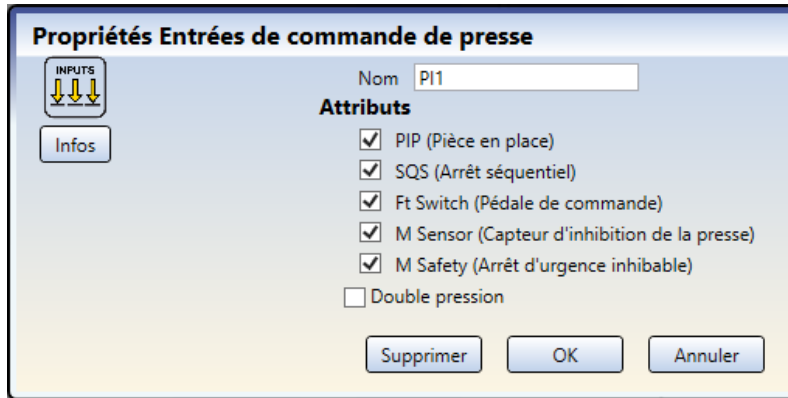 Propriétés Entrées de commande de presse
INPUTS
Nom PI1
Attributs
Infos
PIP (Pièce en place)
SQS (Arrêt séquentiel)
Ft Switch (Pédale de commande)
M Sensor (Capteur d'inhibition de la presse)
M Safety (Arrêt d'urgence inhibable)
Double pression
Supprimer OK Annuler